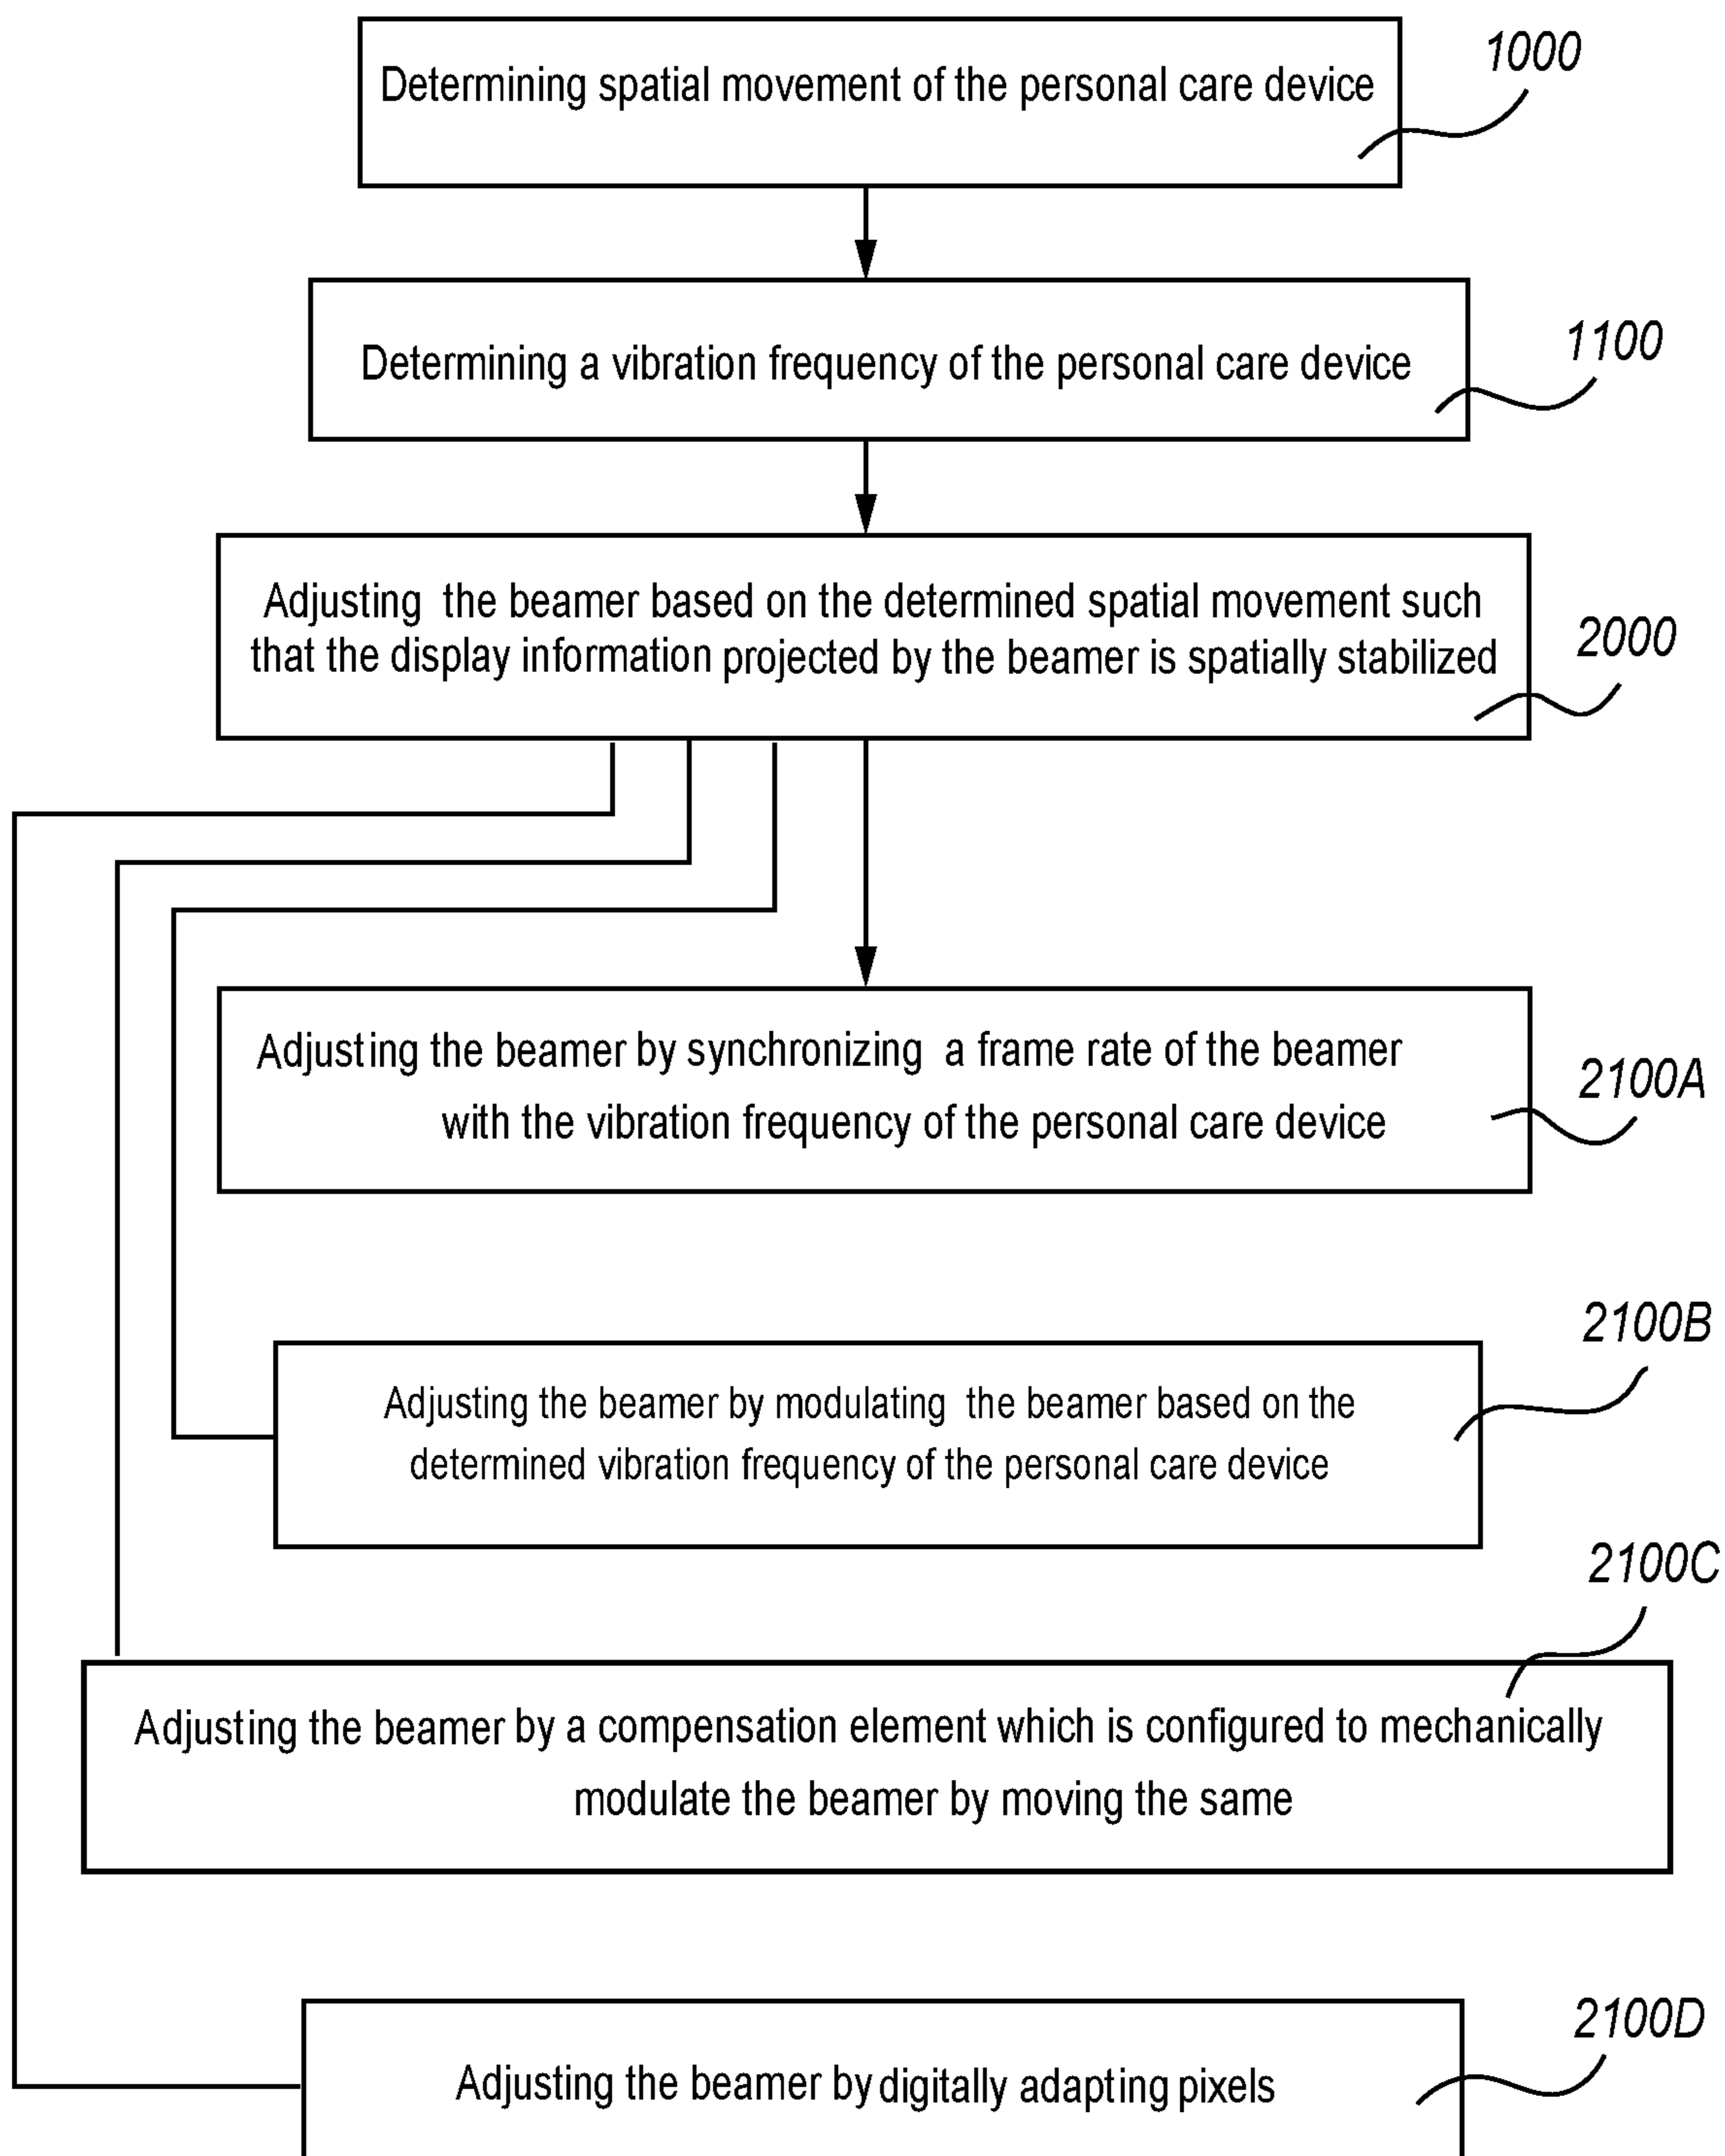 Determining spatial movement of the personal care device
1000
Determining a vibration frequency of the personal care device
1100
Adjusting the beamer based on the determined spatial movement such
that the display information projected by the beamer is spatially stabilized
2000
Adjusting the beamer by synchronizing a frame rate of the beamer
with the vibration frequency of the personal care device
2100A
Adjusting the beamer by modulating the beamer based on the
determined vibration frequency of the personal care device
2100B
Adjusting the beamer by a compensation element which is configured to mechanically
modulate the beamer by moving the same
2100C
Adjusting the beamer by digitally adapting pixels
2100D